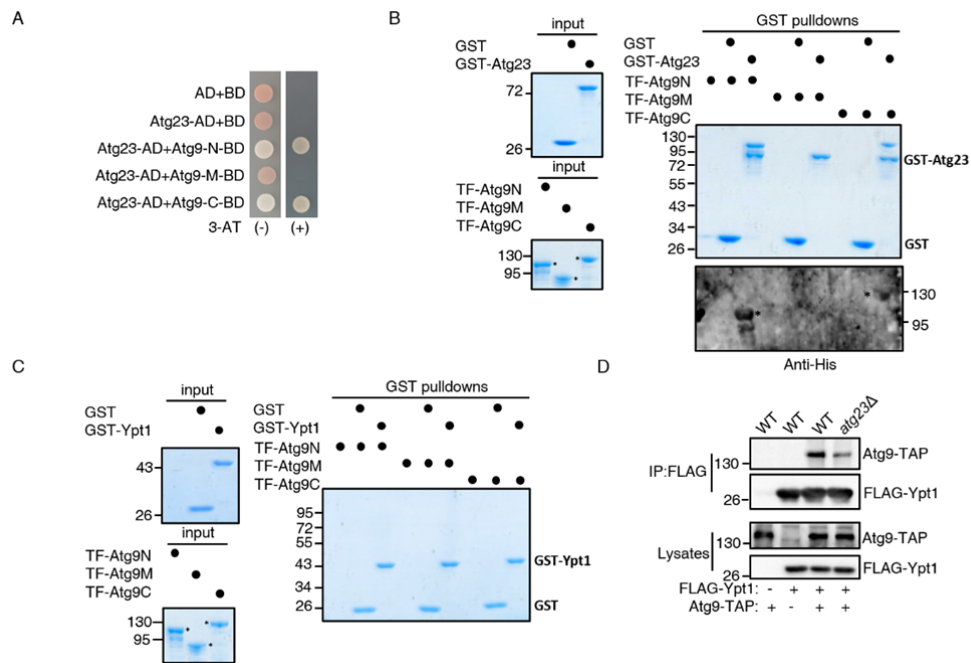 A
AD+BD
Atg23-AD+BD
Atg23-AD+Atg9-N-BD
Atg23-AD+Atg9-M-BD
Atg23-AD+Atg9-C-BD
3-AT (-) (+)
B
input
GST
GST-Atg23
72
26
input
TF-Atg9N
TF-Atg9M
TF-Atg9C
130
95
GST pulldowns
GST
GST-Atg23
TF-Atg9N
TF-Atg9M
TF-Atg9C
130
95
72
55
43
34
26
GST-Atg23
GST
130
95
Anti-His
C
input
GST
GST-Ypt1
43
26
input
TF-Atg9N
TF-Atg9M
TF-Atg9C
130
95
GST pulldowns
GST
GST-Ypt1
TF-Atg9N
TF-Atg9M
TF-Atg9C
95
72
55
43
34
26
GST-Ypt1
GST
D
WT WT WT atg23Δ
IP:FLAG
130
Atg9-TAP
26
FLAG-Ypt1
Lysates
130
Atg9-TAP
26
FLAG-Ypt1
FLAG-Ypt1: - + + +
Atg9-TAP: + - + +